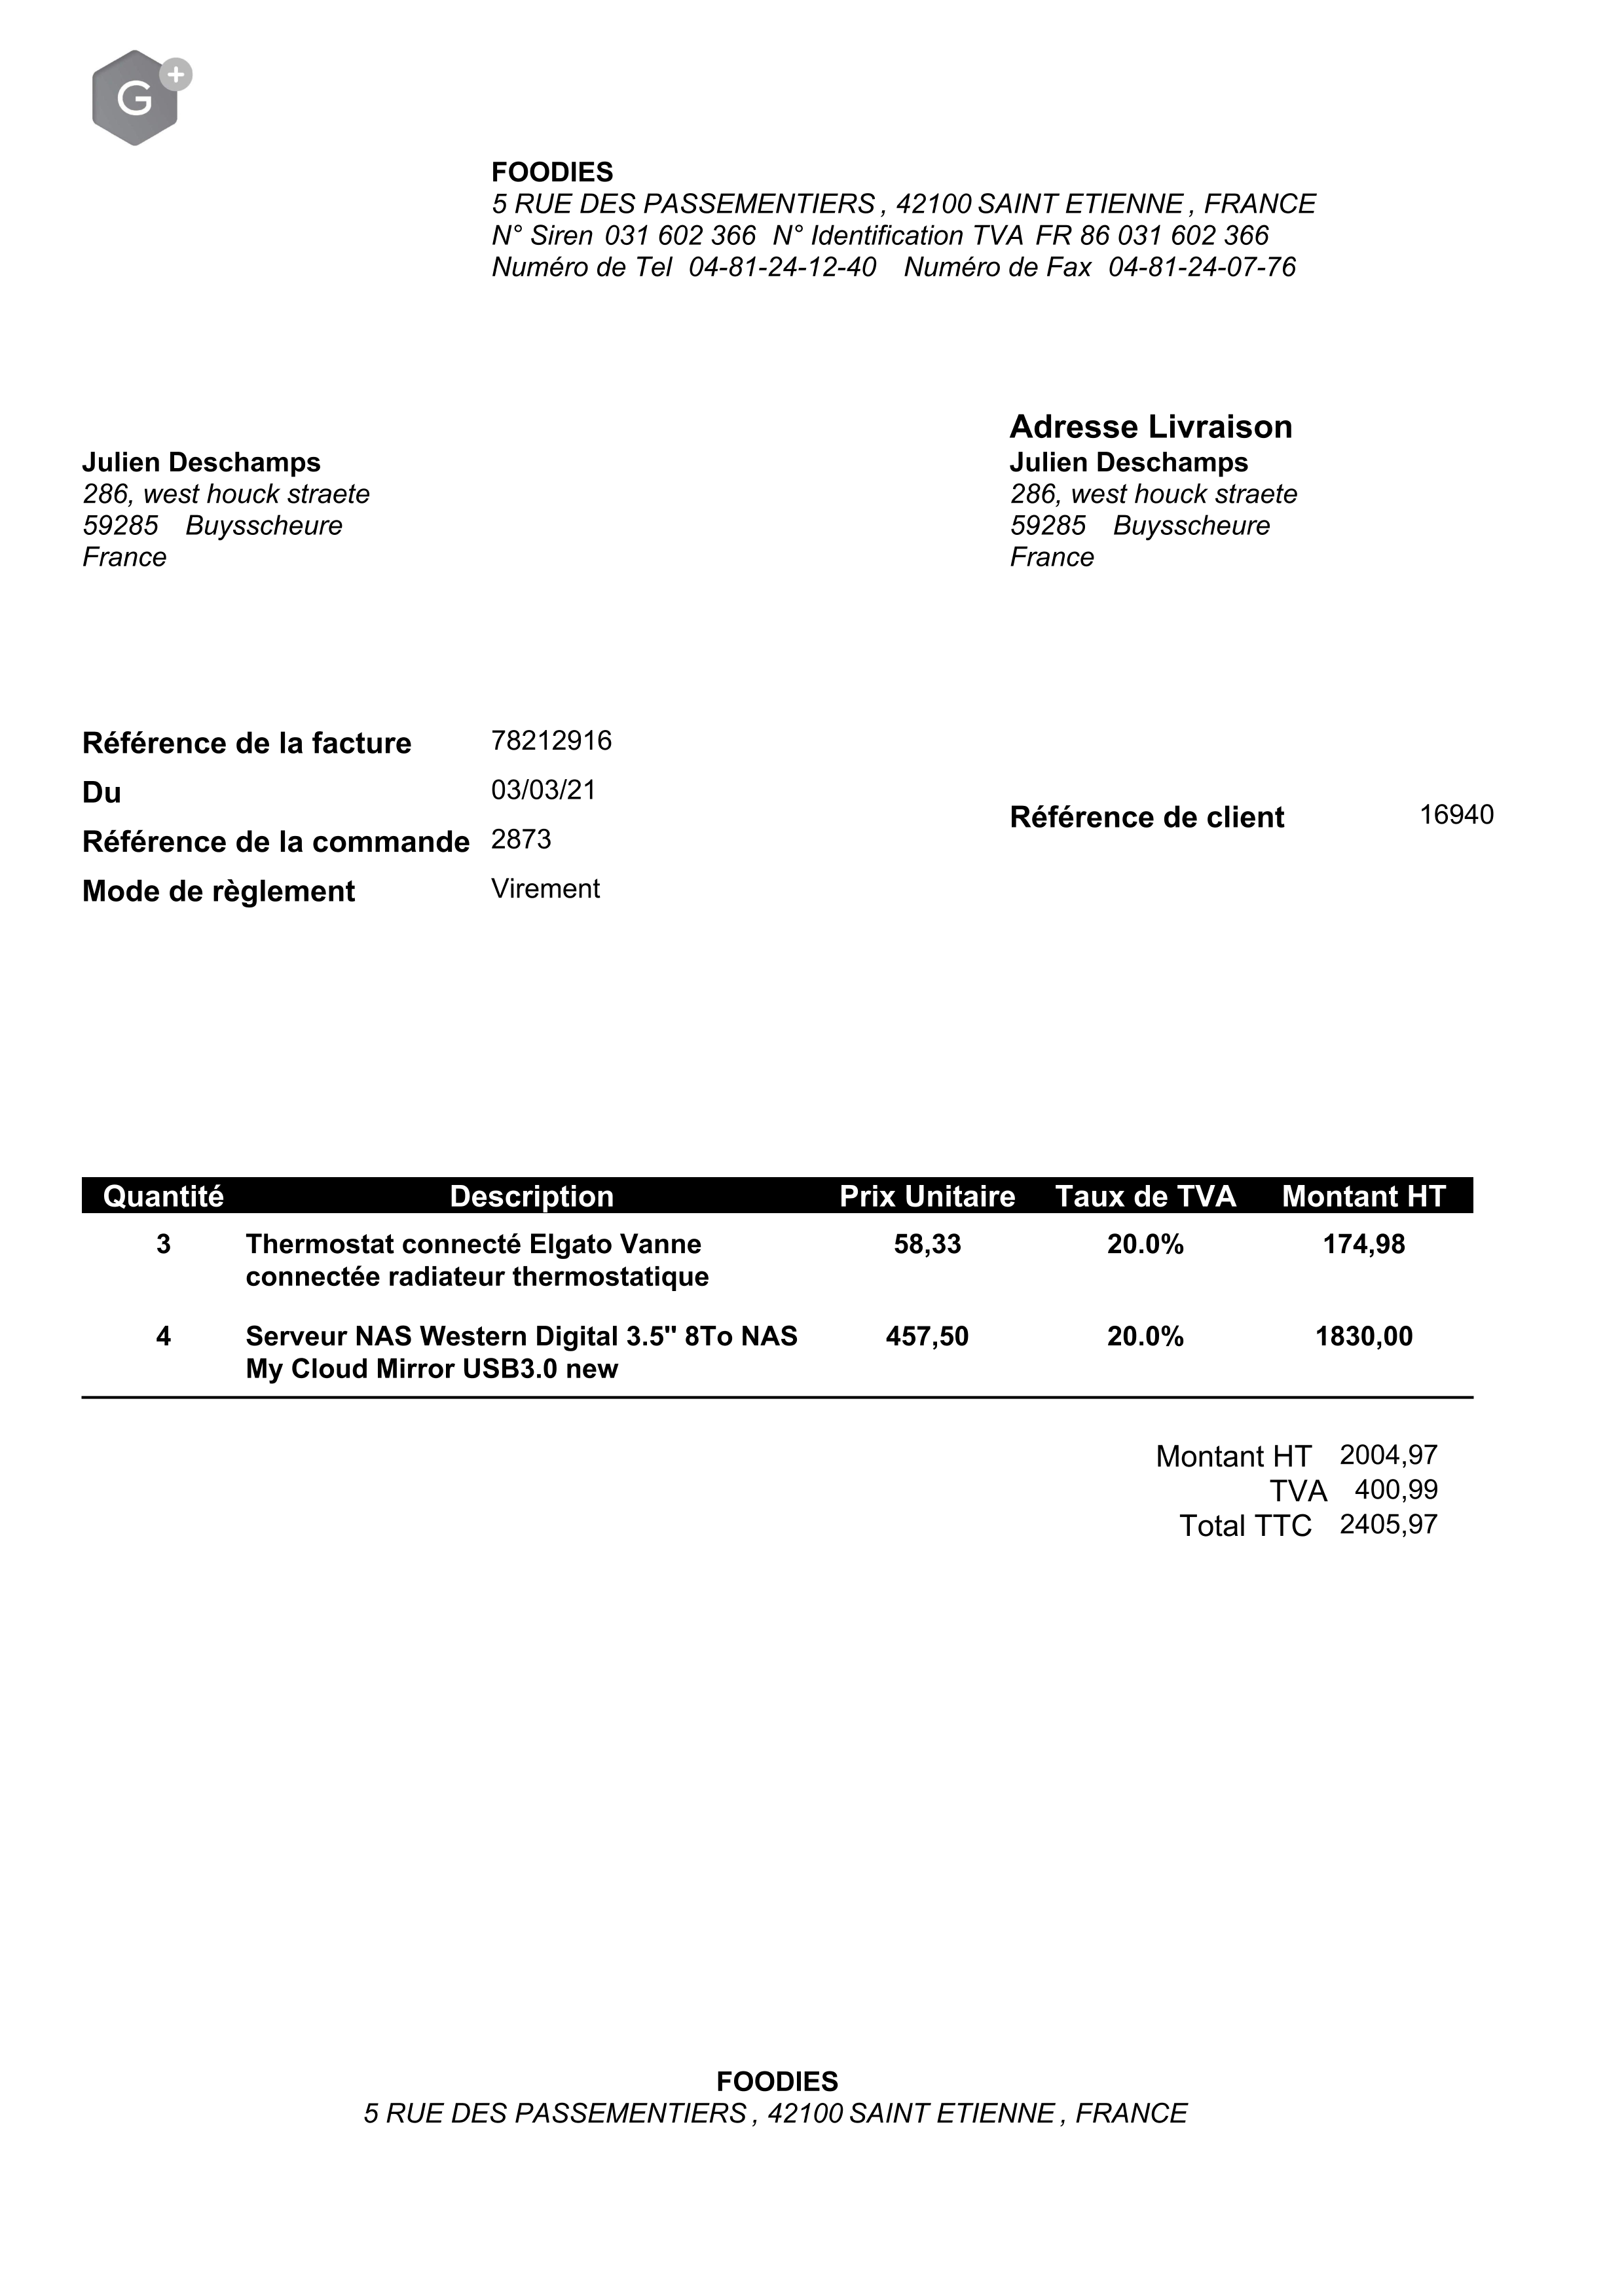 G+
FOODIES
5 RUE DES PASSEMENTIERS , 42100 SAINT ETIENNE , FRANCE
N° Siren 031 602 366 N° Identification TVA FR 86 031 602 366
Numéro de Tel 04-81-24-12-40 Numéro de Fax 04-81-24-07-76
Adresse Livraison
Julien Deschamps Julien Deschamps
286, west houck straete 286, west houck straete
59285 Buysscheure 59285 Buysscheure
France France
Référence de la facture 78212916
Du 03/03/21
Référence de client 16940
Référence de la commande 2873
Mode de règlement Virement
Quantité Description Prix Unitaire Taux de TVA Montant HT
3 Thermostat connecté Elgato Vanne 58,33 20.0% 174,98
connectée radiateur thermostatique
4 Serveur NAS Western Digital 3.5" 8To NAS 457,50 20.0% 1830,00
My Cloud Mirror USB3.0 new
Montant HT 2004,97
TVA 400,99
Total TTC 2405,97
FOODIES
5 RUE DES PASSEMENTIERS , 42100 SAINT ETIENNE , FRANCE